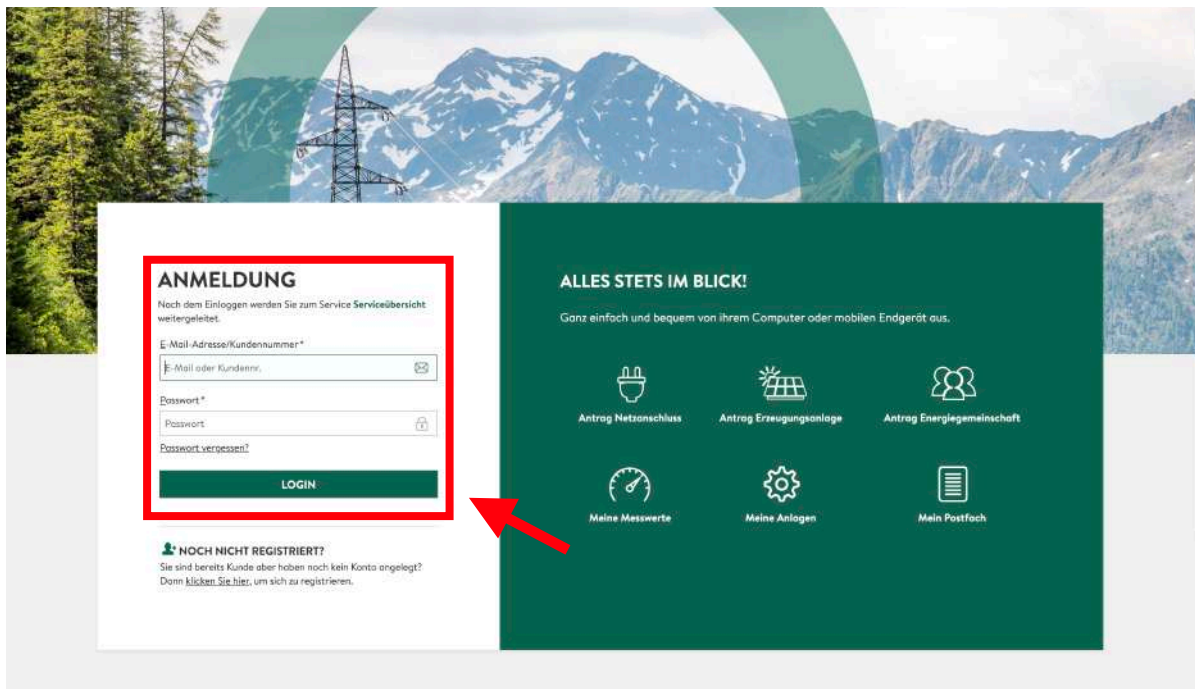 ANMELDUNG
Nach dem Einloggen werden Sie zum Service Serviceübersicht
weitergeleitet.
E-Mail-Adresse/Kundennummer*
E-Mail oder Kundennr.
Passwort*
Passwort
Passwort vergessen?
LOGIN
NOCH NICHT REGISTRIERT?
Sie sind bereits Kunde aber haben noch kein Konto angelegt?
Dann klicken Sie hier, um sich zu registrieren.
ALLES STETS IM BLICK!
Ganz einfach und bequem von ihrem Computer oder mobilen Endgerät aus.
Antrag Netzanschluss
Antrag Erzeugungsanlage
Antrag Energiegemeinschaft
Meine Messwerte
Meine Anlagen
Mein Postfach